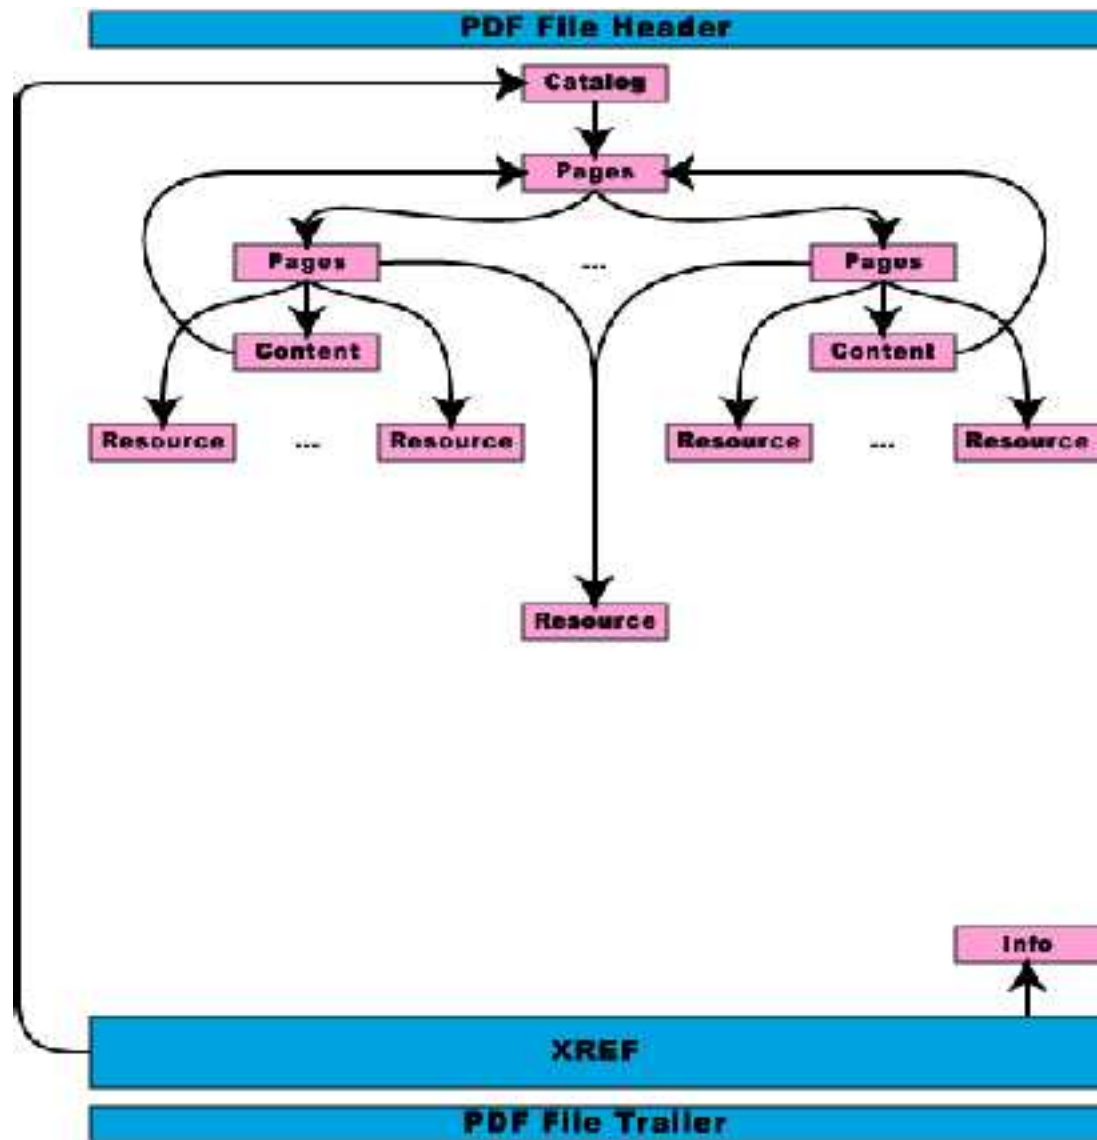 PDF File Header
Catalog
Pages
Pages ... Pages
Content Content
Resource ... Resource Resource ... Resource
Resource
Info
XREF
PDF File Trailer